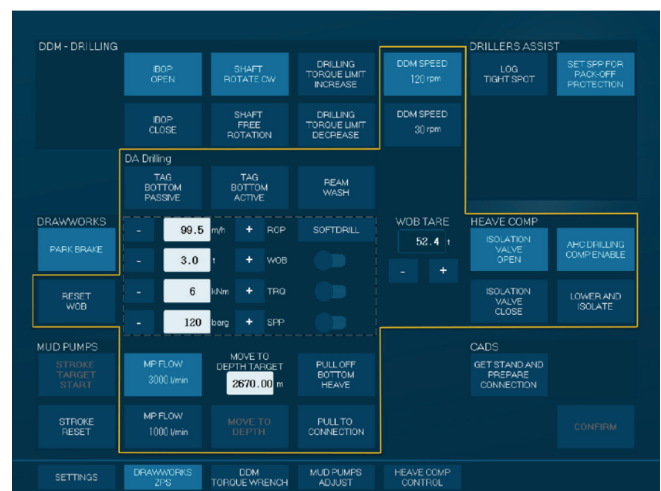 DDM - DRILLING
DRILLERS ASSIST
IBOP
OPEN
SHAFT
ROTATE CW
DRILLING
TORQUE LIMIT
INCREASE
DDM SPEED
120 rpm
LOG
TIGHT SPOT
SET SPP FOR
PACK-OFF
PROTECTION
IBOP
CLOSE
SHAFT
FREE
ROTATION
DRILLING
TORQUE LIMIT
DECREASE
DDM SPEED
30 rpm
DA Drilling
TAG
BOTTOM
PASSIVE
TAG
BOTTOM
ACTIVE
REAM
WASH
DRAWWORKS
WOB TARE
HEAVE COMP
PARK BRAKE
- 99.5 m/h + ROP SOFTDRILL
52.4 t
ISOLATION
VALVE
OPEN
AHC DRILLING
COMP ENABLE
- 3.0 t + WOB
- +
RESET
WOB
- 6 kNm + TRQ
ISOLATION
VALVE
CLOSE
LOWER AND
ISOLATE
- 120 barg + SPP
MUD PUMPS
CADS
STROKE
TARGET
START
MP FLOW
3000 l/min
MOVE TO
DEPTH TARGET
2670.00 m
PULL OFF
BOTTOM
HEAVE
GET STAND AND
PREPARE
CONNECTION
STROKE
RESET
MP FLOW
1000 l/min
MOVE TO
DEPTH
PULL TO
CONNECTION
CONFIRM
SETTINGS
DRAWWORKS
ZPS
DDM
TORQUE WRENCH
MUD PUMPS
ADJUST
HEAVE COMP
CONTROL